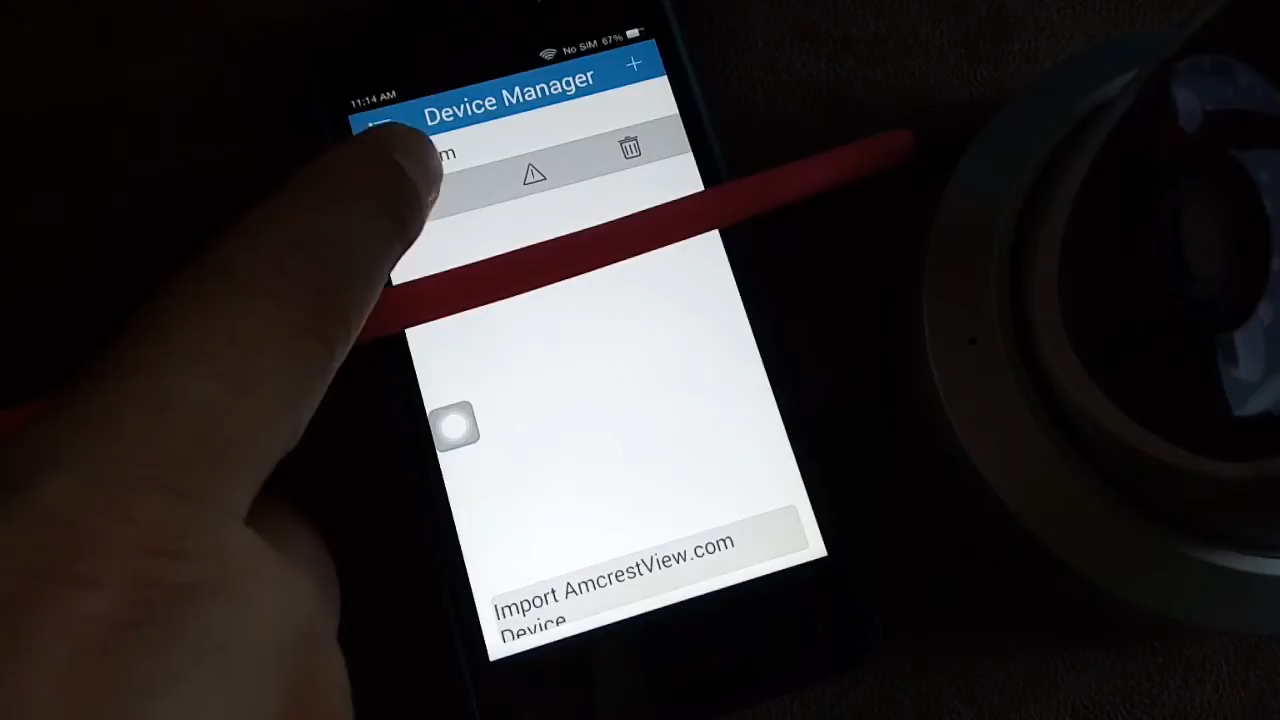 11:14 AM No SIM 67%
Device Manager +
m
Import AmcrestView.com
Device